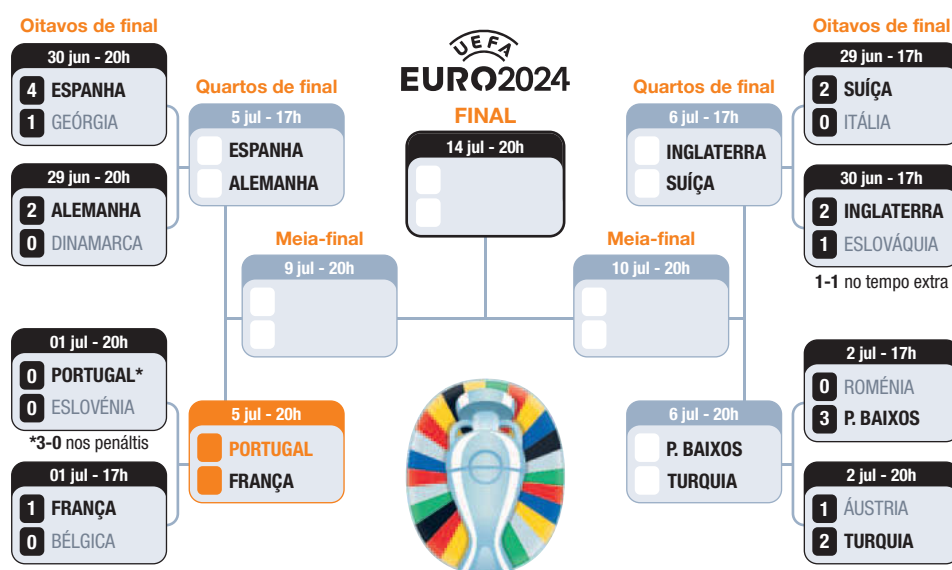 Oitavos de final
30 jun - 20h
4 ESPANHA
1 GEÓRGIA
29 jun - 20h
2 ALEMANHA
0 DINAMARCA
01 jul - 20h
0 PORTUGAL*
0 ESLOVÉNIA
*3-0 nos penáltis
01 jul - 17h
1 FRANÇA
0 BÉLGICA
Quartos de final
5 jul - 17h
ESPANHA
ALEMANHA
5 jul - 20h
PORTUGAL
FRANÇA
Meia-final
9 jul - 20h
UEFA
EURO2024
FINAL
14 jul - 20h
Meia-final
10 jul - 20h
Quartos de final
6 jul - 17h
INGLATERRA
SUÍÇA
6 jul - 20h
P. BAIXOS
TURQUIA
Oitavos de final
29 jun - 17h
2 SUÍÇA
0 ITÁLIA
30 jun - 17h
2 INGLATERRA
1 ESLOVÁQUIA
1-1 no tempo extra
2 jul - 17h
0 ROMÉNIA
3 P. BAIXOS
2 jul - 20h
1 ÁUSTRIA
2 TURQUIA